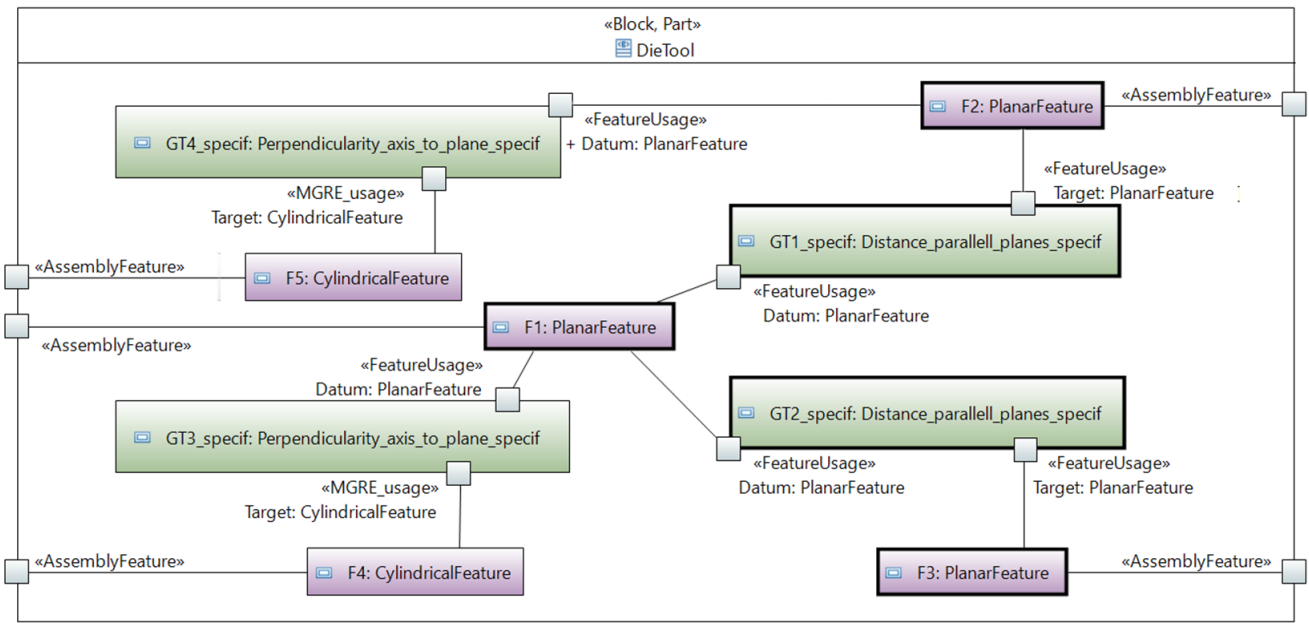 «Block, Part»
DieTool
F2: PlanarFeature
«AssemblyFeature»
«FeatureUsage»
+ Datum: PlanarFeature
GT4_specif: Perpendicularity_axis_to_plane_specif
«FeatureUsage»
Target: PlanarFeature
«MGRE_usage»
Target: CylindricalFeature
GT1_specif: Distance_parallell_planes_specif
«AssemblyFeature»
F5: CylindricalFeature
«FeatureUsage»
Datum: PlanarFeature
F1: PlanarFeature
«AssemblyFeature»
«FeatureUsage»
Datum: PlanarFeature
GT2_specif: Distance_parallell_planes_specif
GT3_specif: Perpendicularity_axis_to_plane_specif
«FeatureUsage»
Datum: PlanarFeature
«FeatureUsage»
Target: PlanarFeature
«MGRE_usage»
Target: CylindricalFeature
«AssemblyFeature»
F4: CylindricalFeature
F3: PlanarFeature
«AssemblyFeature»